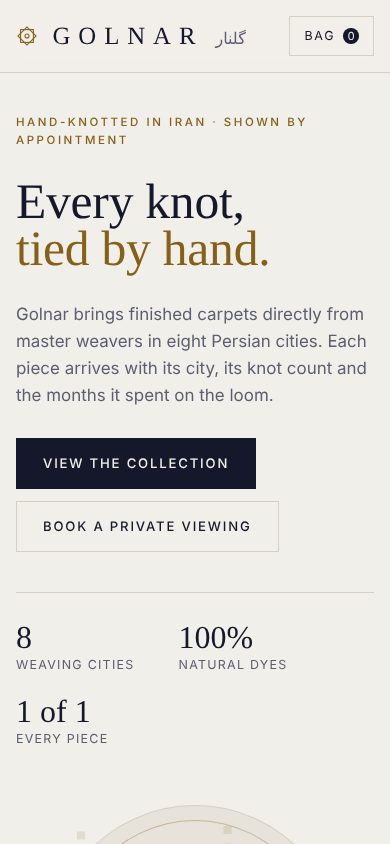 GOLNAR گلنار
BAG 0
HAND-KNOTTED IN IRAN · SHOWN BY
APPOINTMENT
Every knot,
tied by hand.
Golnar brings finished carpets directly from
master weavers in eight Persian cities. Each
piece arrives with its city, its knot count and
the months it spent on the loom.
VIEW THE COLLECTION
BOOK A PRIVATE VIEWING
8
WEAVING CITIES
100%
NATURAL DYES
1 of 1
EVERY PIECE